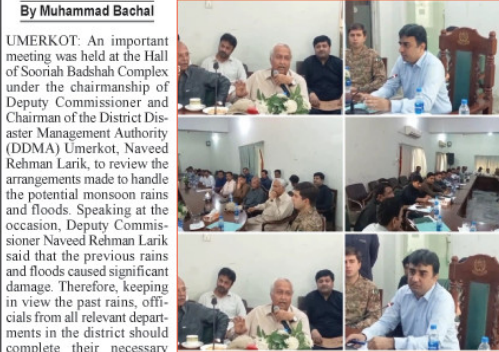 By Muhammad Bachal
UMERKOT: An important
meeting was held at the Hall
of Sooriah Badshah Complex
under the chairmanship of
Deputy Commissioner and
Chairman of the District Dis-
aster Management Authority
(DDMA) Umerkot, Naveed
Rehman Larik, to review the
arrangements made to handle
the potential monsoon rains
and floods. Speaking at the
occasion, Deputy Commis-
sioner Naveed Rehman Larik
said that the previous rains
and floods caused significant
damage. Therefore, keeping
in view the past rains, offi-
cials from all relevant depart-
ments in the district should
complete their necessary